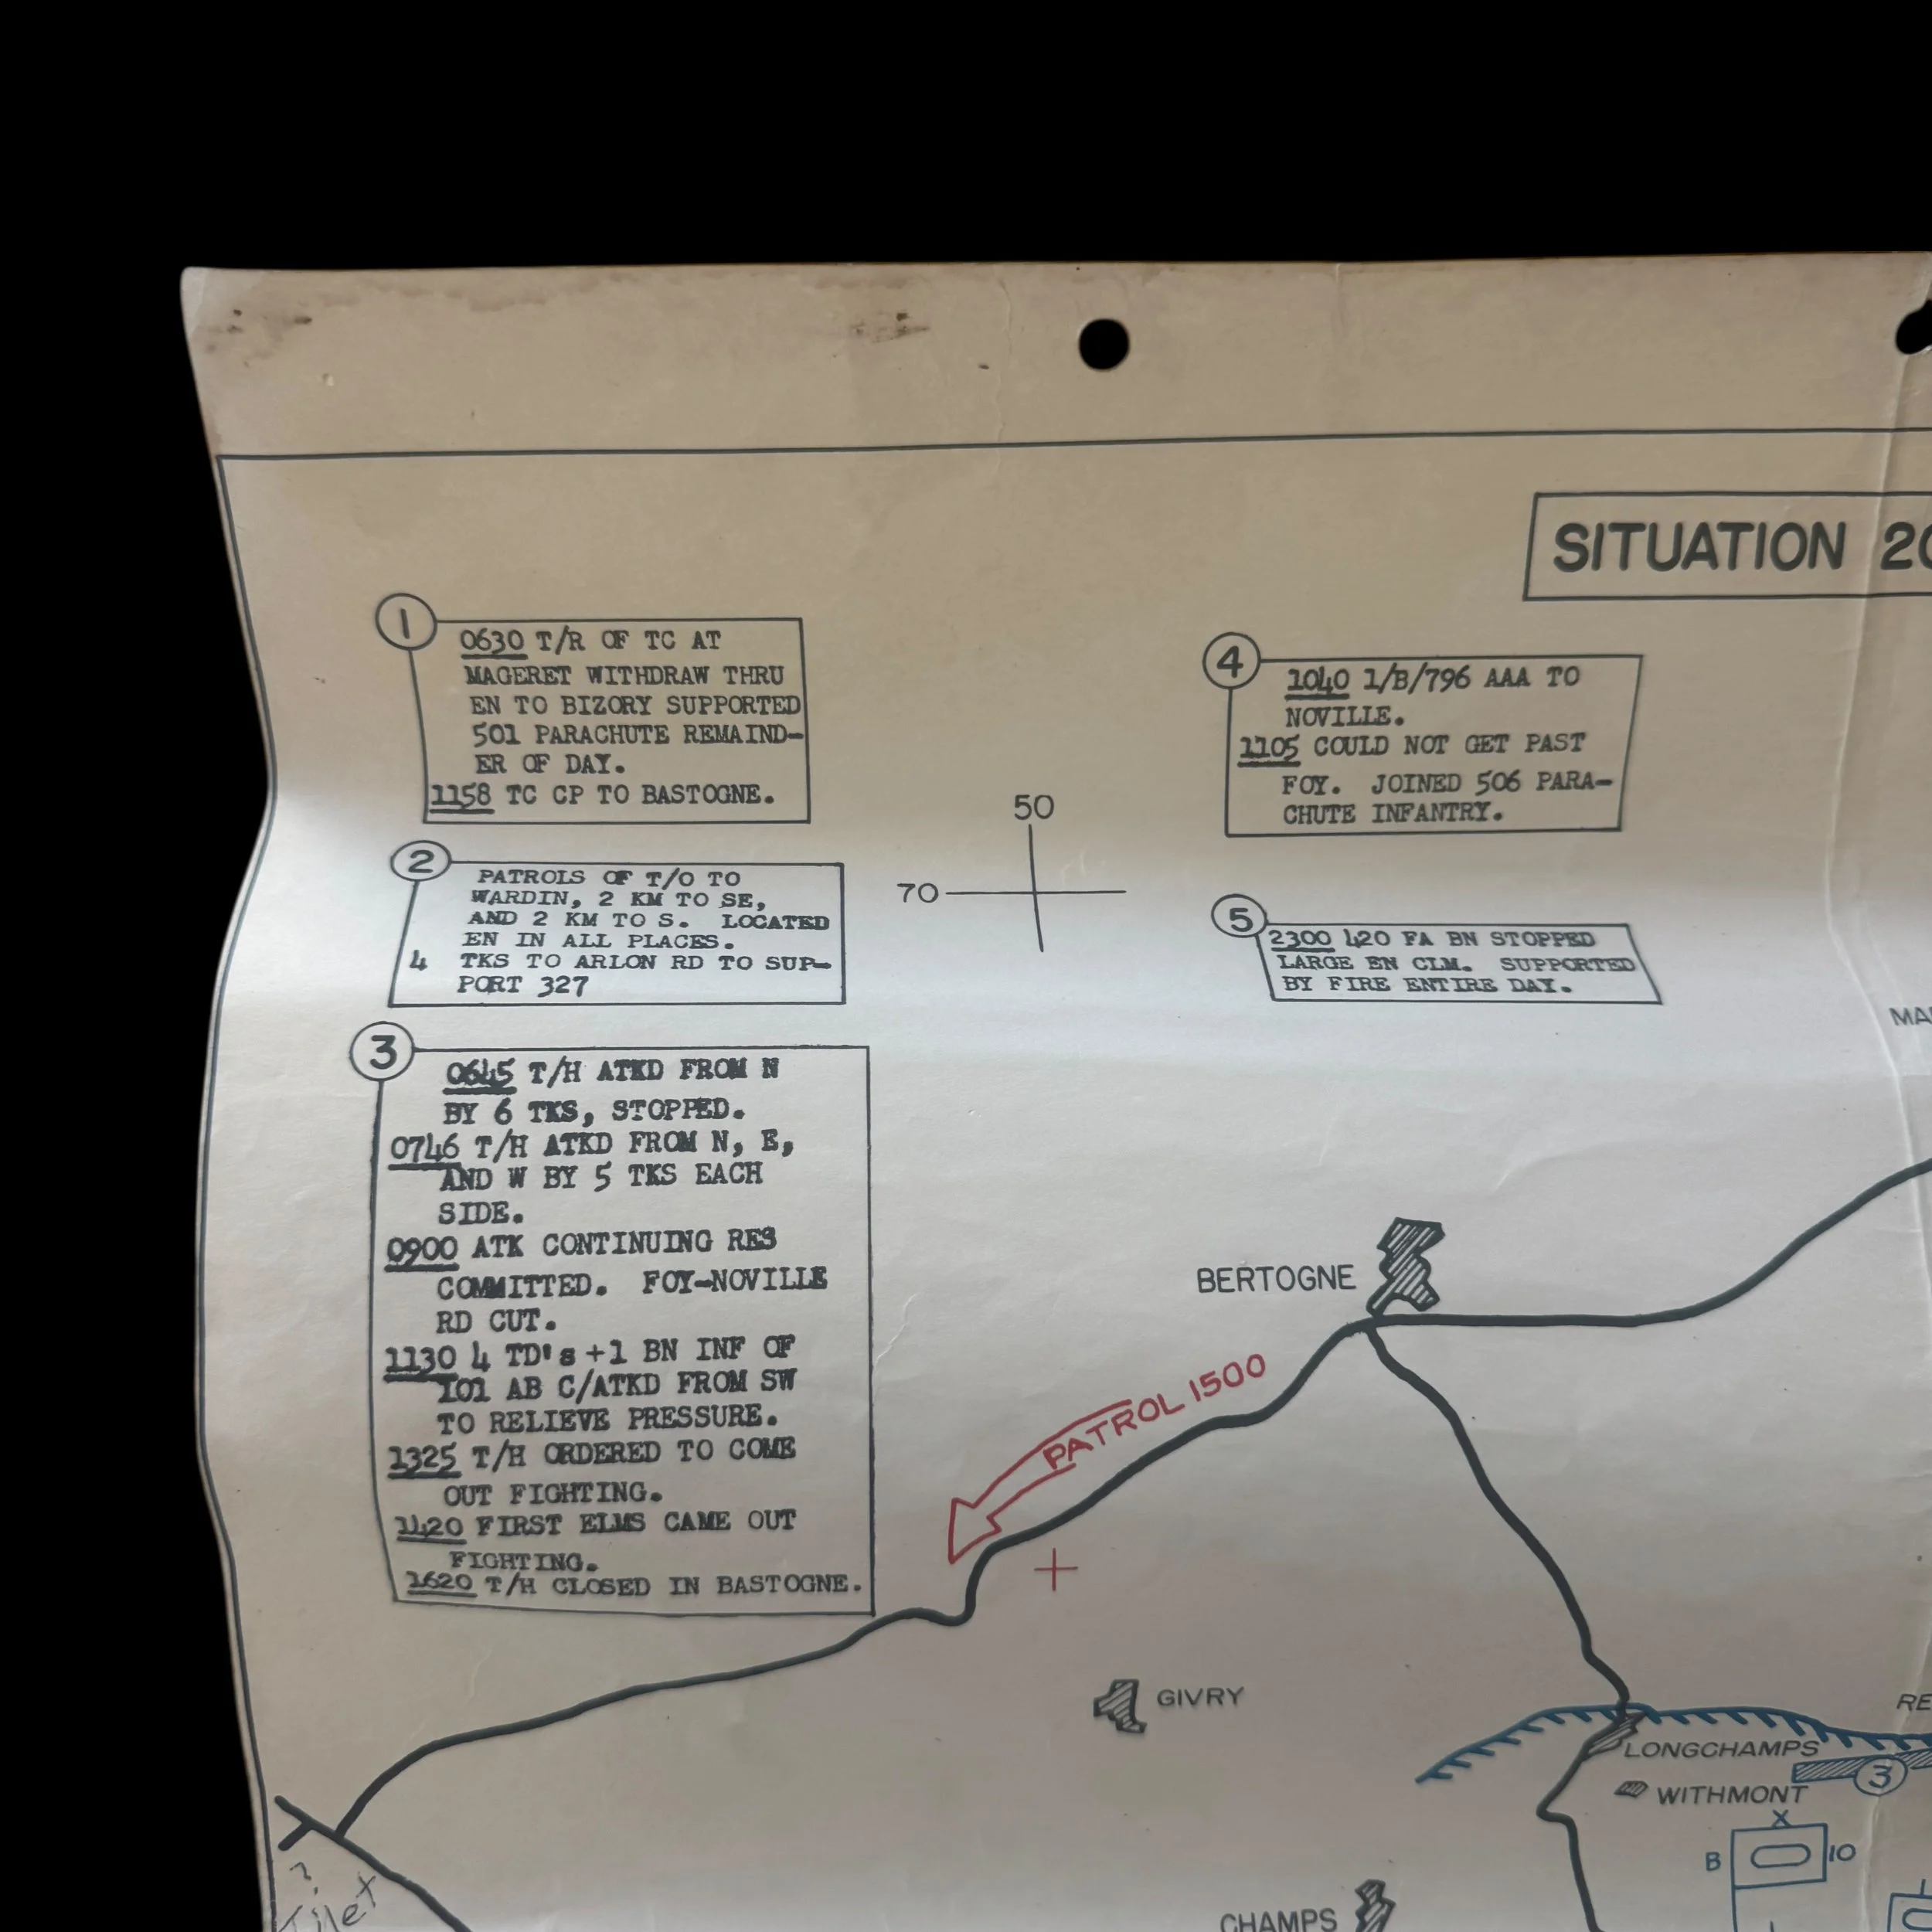 SITUATION
1
0630 T/R OF TC AT
MAGERET WITHDRAW THRU
EN TO BIZORY SUPPORTED
501 PARACHUTE REMAIND-
ER OF DAY.
1158 TC CP TO BASTOGNE.
2
PATROLS OF T/O TO
WARDIN, 2 KM TO SE,
AND 2 KM TO S. LOCATED
EN IN ALL PLACES.
4 TKS TO ARLON RD TO SUP-
PORT 327
3
0645 T/H ATKD FROM N
BY 6 TKS, STOPPED.
0746 T/H ATKD FROM N, E,
AND W BY 5 TKS EACH
SIDE.
0900 ATK CONTINUING RES
COMMITTED. FOY-NOVILLE
RD CUT.
1130 4 TD's +1 BN INF OF
101 AB C/ATKD FROM SW
TO RELIEVE PRESSURE.
1325 T/H ORDERED TO COME
OUT FIGHTING.
1420 FIRST ELMS CAME OUT
FIGHTING.
1620 T/H CLOSED IN BASTOGNE.
50
70
4
1040 1/B/796 AAA TO
NOVILLE.
1105 COULD NOT GET PAST
FOY. JOINED 506 PARA-
CHUTE INFANTRY.
5
2300 420 FA BN STOPPED
LARGE EN CLM. SUPPORTED
BY FIRE ENTIRE DAY.
MA
BERTOGNE
PATROL 1500
GIVRY
RE
LONGCHAMPS
3
WITHMONT
X
B 10
?
Tilet
CHAMPS